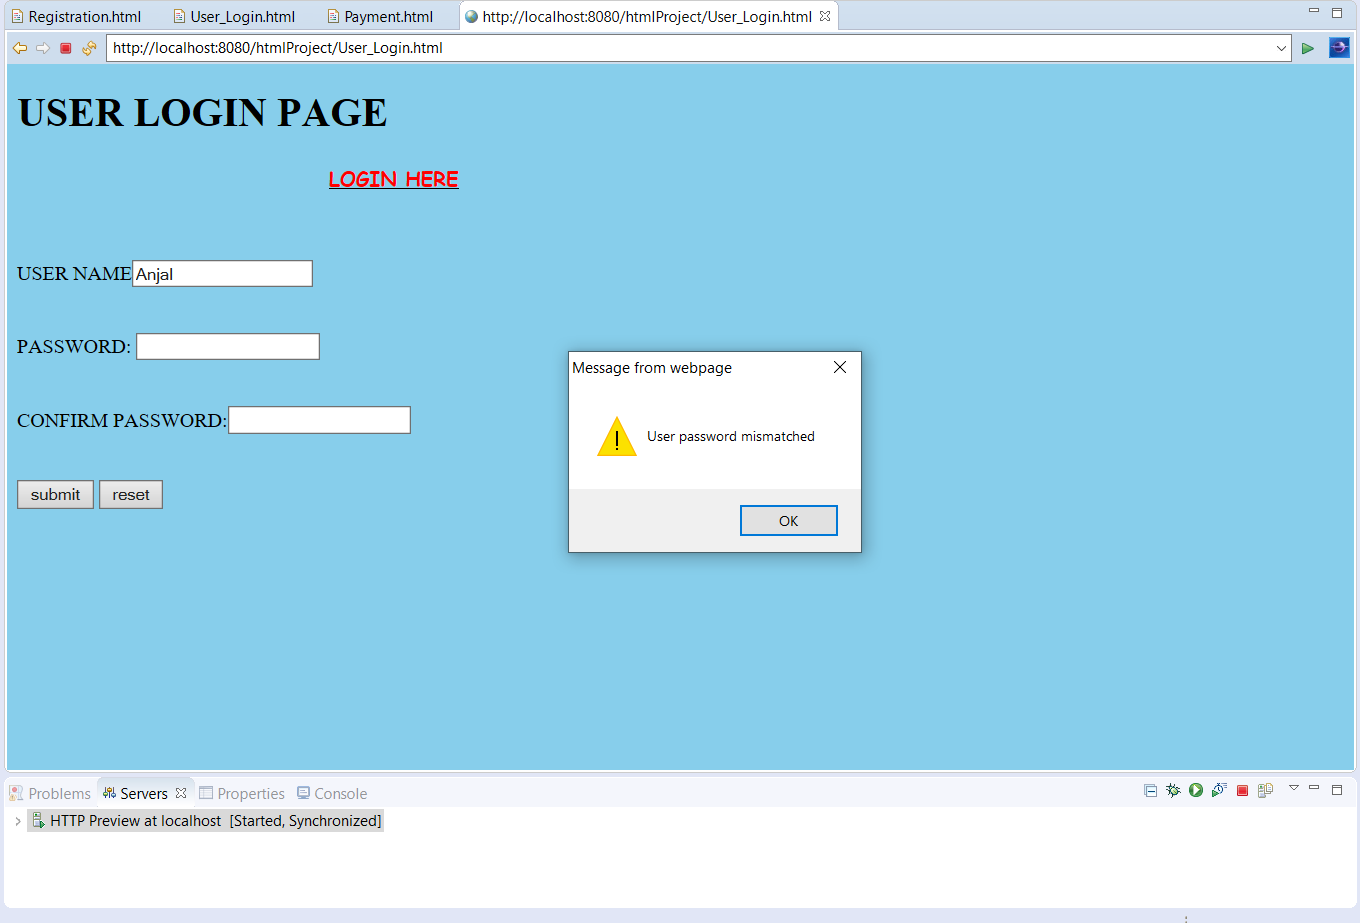 Registration.html User_Login.html Payment.html http://localhost:8080/htmlProject/User_Login.html
http://localhost:8080/htmlProject/User_Login.html
USER LOGIN PAGE
LOGIN HERE
USER NAME Anjal
PASSWORD:
CONFIRM PASSWORD:
submit reset
Message from webpage
User password mismatched
OK
Problems Servers Properties Console
HTTP Preview at localhost [Started, Synchronized]